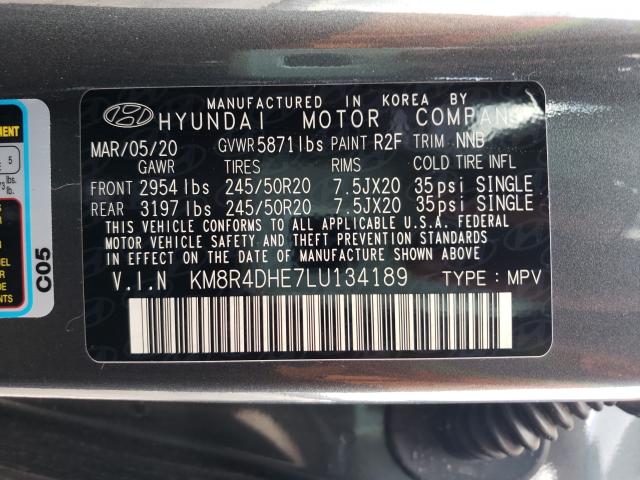 MANUFACTURED IN KOREA BY
HYUNDAI MOTOR COMPANY
MAR/05/20 GVWR 5871lbs PAINT R2F TRIM NNB
GAWR TIRES RIMS COLD TIRE INFL
FRONT 2954 lbs 245/50R20 7.5JX20 35psi SINGLE
REAR 3197 lbs 245/50R20 7.5JX20 35psi SINGLE
THIS VEHICLE CONFORMS TO ALL APPLICABLE U.S.A. FEDERAL
MOTOR VEHICLE SAFETY AND THEFT PREVENTION STANDARDS
IN EFFECT ON THE DATE OF MANUFACTURE SHOWN ABOVE.
V.I.N KM8R4DHE7LU134189 TYPE : MPV
5
lbs.
C05